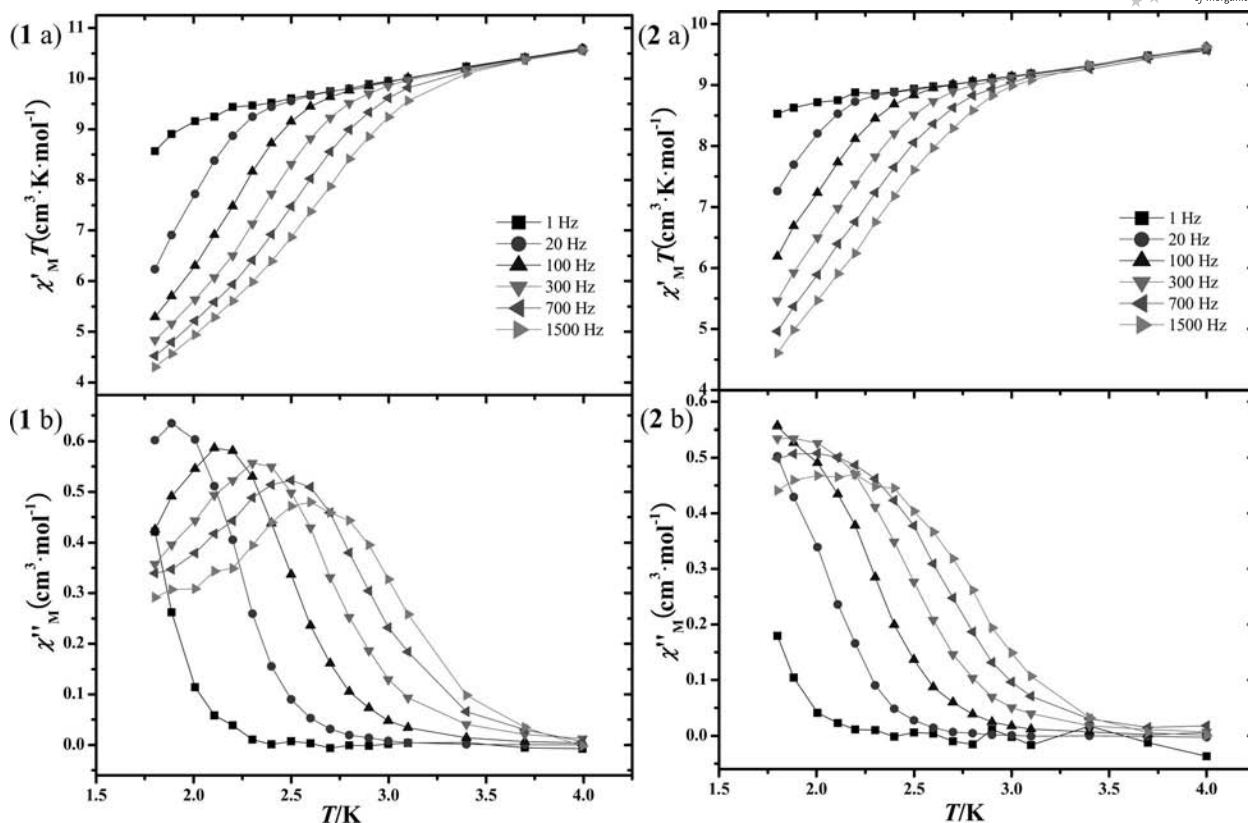 by Inorganic
(1 a)
11
10
9
8
7
6
5
4
χ'M T(cm³·K·mol⁻¹)
1 Hz
20 Hz
100 Hz
300 Hz
700 Hz
1500 Hz
(1 b)
0.6
0.5
0.4
0.3
0.2
0.1
0.0
χ''M(cm³·mol⁻¹)
1.5 2.0 2.5 3.0 3.5 4.0
T/K
(2 a)
10
9
8
7
6
5
4
χ'M T(cm³·K·mol⁻¹)
1 Hz
20 Hz
100 Hz
300 Hz
700 Hz
1500 Hz
(2 b)
0.6
0.5
0.4
0.3
0.2
0.1
0.0
χ''M(cm³·mol⁻¹)
1.5 2.0 2.5 3.0 3.5 4.0
T/K